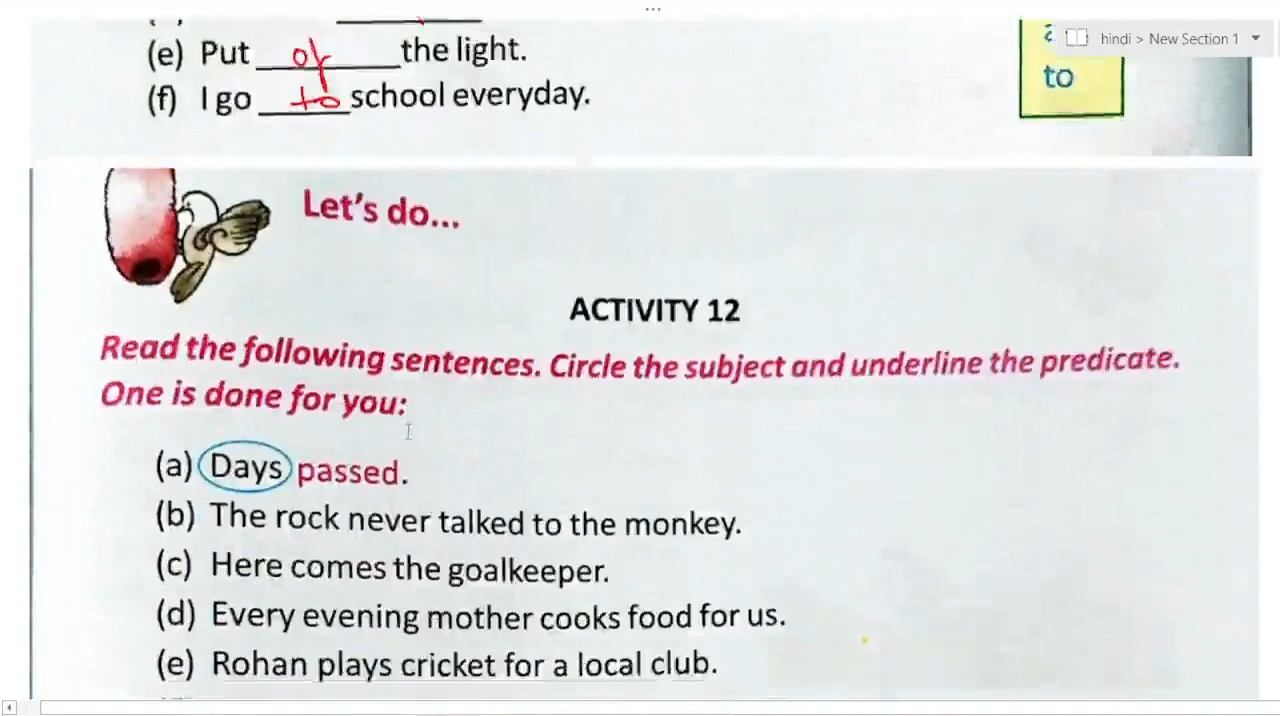 hindi > New Section 1
(e) Put of the light.
(f) I go to school everyday.
to
Let's do...
ACTIVITY 12
Read the following sentences. Circle the subject and underline the predicate.
One is done for you:
(a) Days passed.
(b) The rock never talked to the monkey.
(c) Here comes the goalkeeper.
(d) Every evening mother cooks food for us.
(e) Rohan plays cricket for a local club.